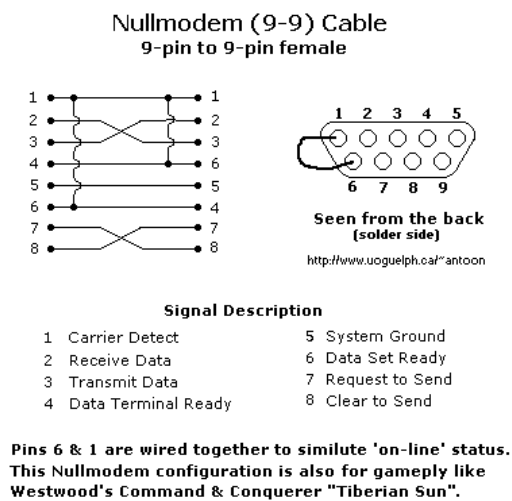 Nullmodem (9-9) Cable
9-pin to 9-pin female
1 1
2 2
3 3
4 6
5 5
6 4
7 7
8 8
1 2 3 4 5
6 7 8 9
Seen from the back
(solder side)
http://www.uoguelph.ca/~antoon
Signal Description
1 Carrier Detect
2 Receive Data
3 Transmit Data
4 Data Terminal Ready
5 System Ground
6 Data Set Ready
7 Request to Send
8 Clear to Send
Pins 6 & 1 are wired together to similute 'on-line' status.
This Nullmodem configuration is also for gameply like
Westwood's Command & Conquerer "Tiberian Sun".